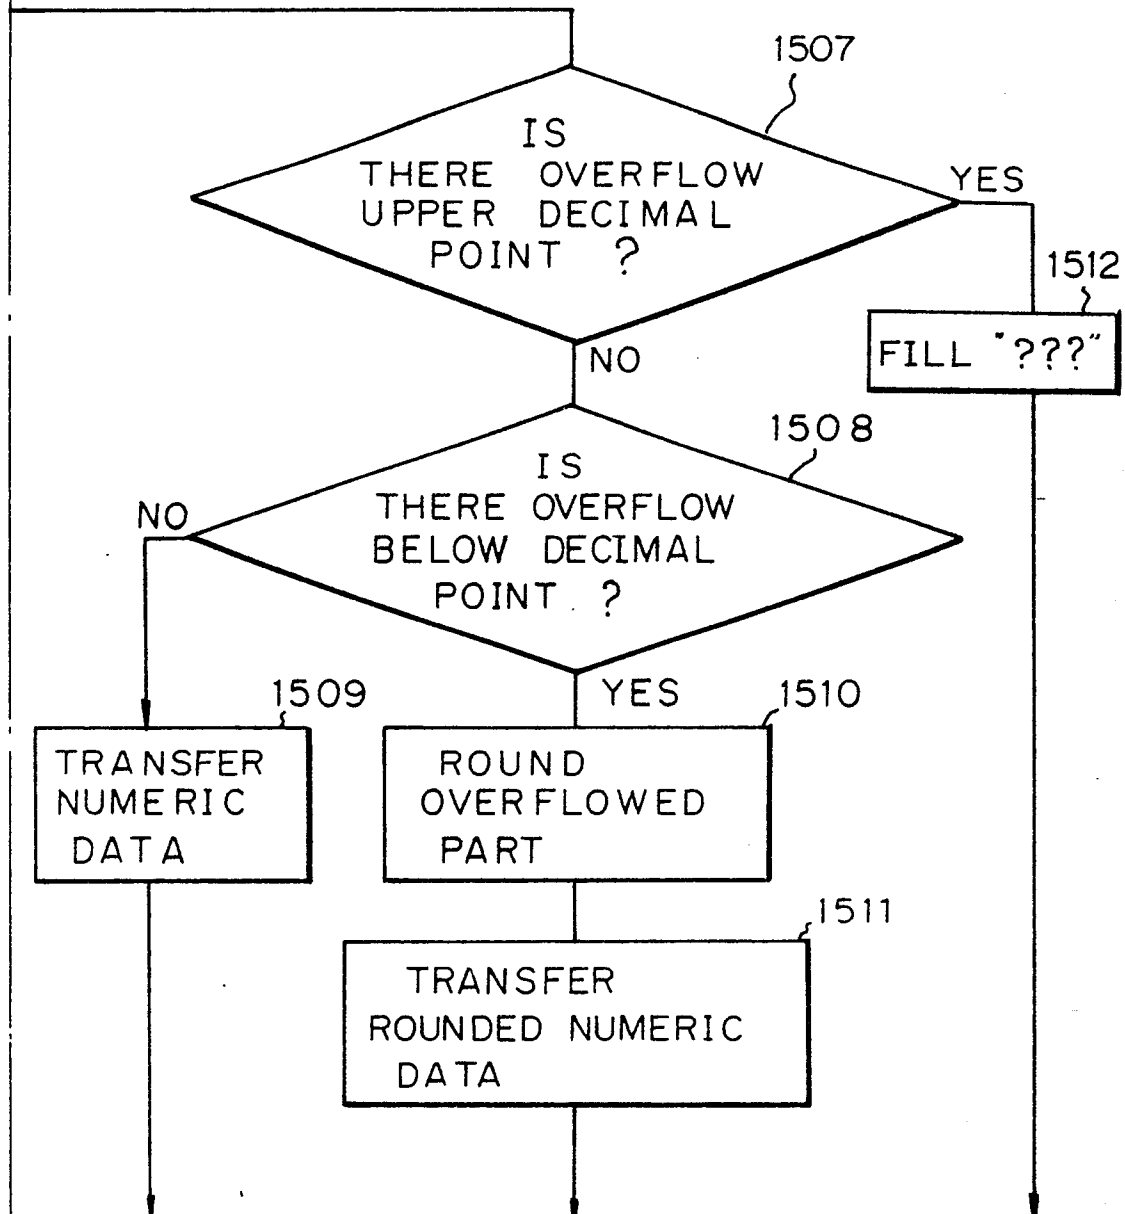 1507
IS
THERE OVERFLOW
UPPER DECIMAL
POINT ?
YES
1512
FILL "???"
NO
1508
IS
THERE OVERFLOW
BELOW DECIMAL
POINT ?
NO
YES
1509
TRANSFER
NUMERIC
DATA
1510
ROUND
OVERFLOWED
PART
1511
TRANSFER
ROUNDED NUMERIC
DATA